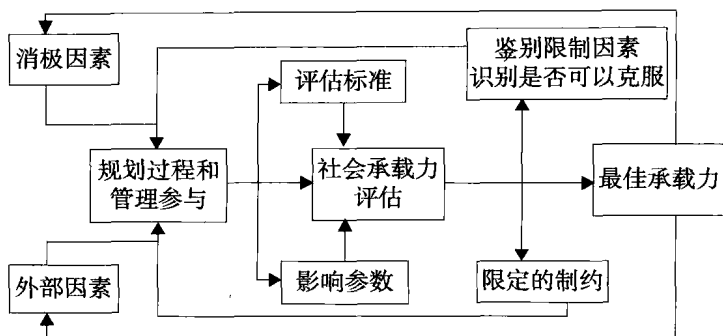 消极因素
鉴别限制因素
识别是否可以克服
评估标准
规划过程和
管理参与
社会承载力
评估
最佳承载力
外部因素
影响参数
限定的制约